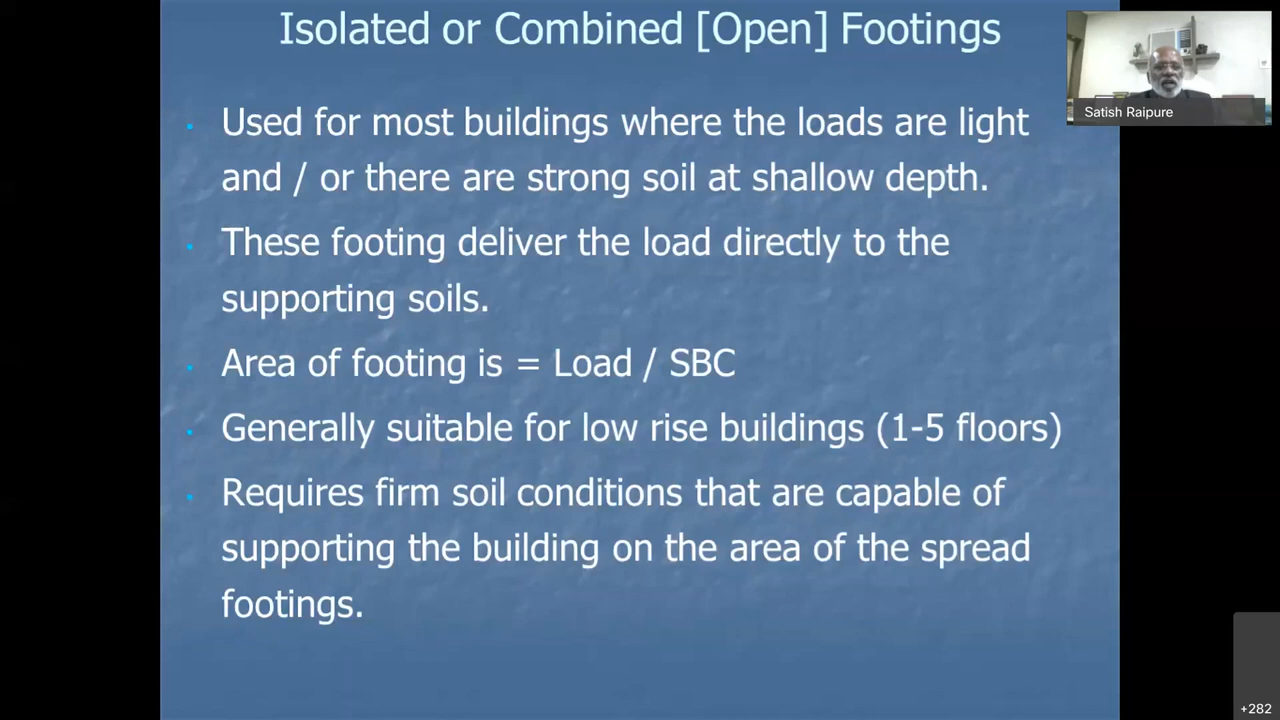 Isolated or Combined [Open] Footings
Satish Raipure
• Used for most buildings where the loads are light
and / or there are strong soil at shallow depth.
• These footing deliver the load directly to the
supporting soils.
• Area of footing is = Load / SBC
• Generally suitable for low rise buildings (1-5 floors)
• Requires firm soil conditions that are capable of
supporting the building on the area of the spread
footings.
+282